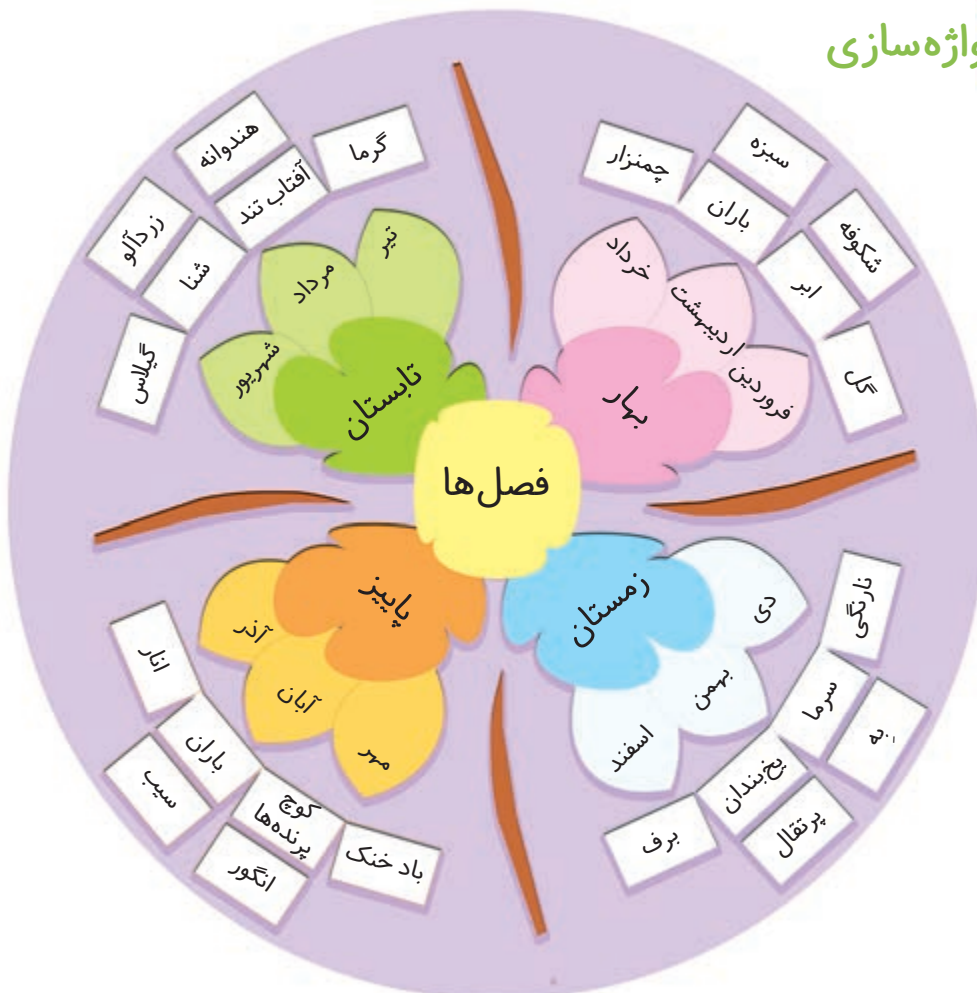 واژه‌سازی
فصل‌ها
بهار
فروردین
اردیبهشت
خرداد
گل
شکوفه
ابر
سبزه
باران
چمنزار
تابستان
تیر
مرداد
شهریور
گرما
آفتاب تند
هندوانه
شنا
زردآلو
گیلاس
پاییز
مهر
آبان
آذر
انار
باران
سیب
کوچ
پرنده‌ها
انگور
باد خنک
زمستان
دی
بهمن
اسفند
نارنگی
سرما
بِه
یخ‌بندان
پرتقال
برف